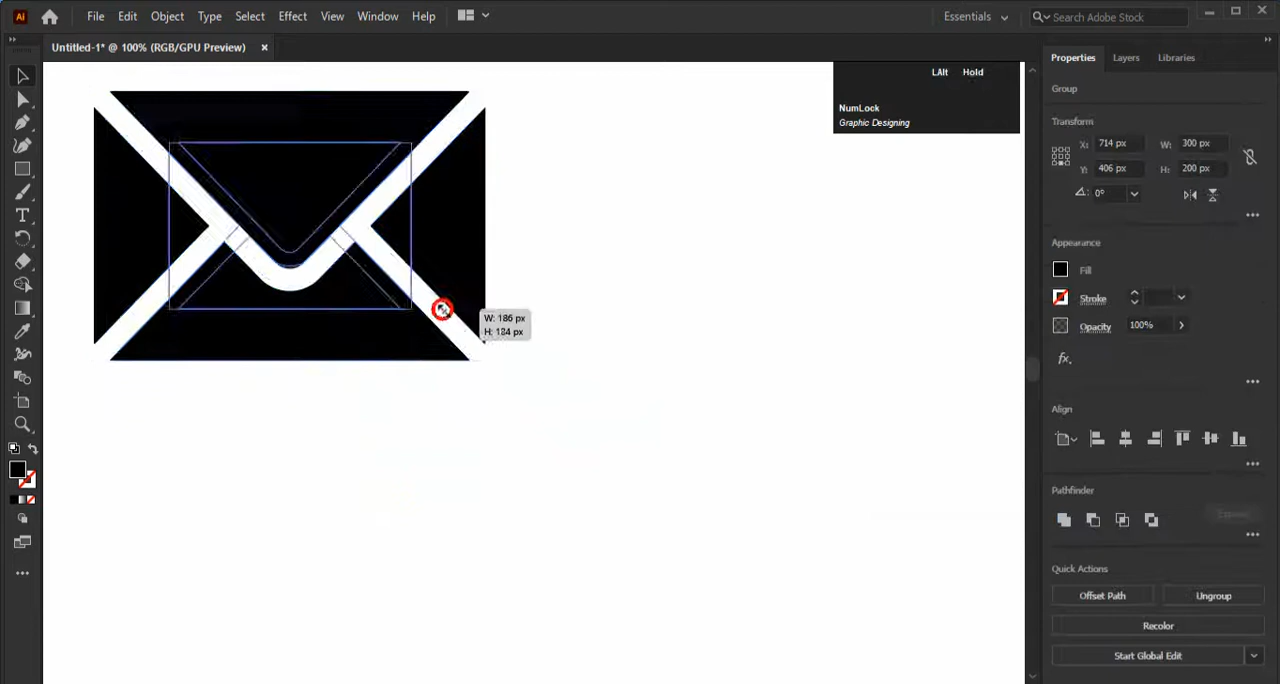 Ai File Edit Object Type Select Effect View Window Help Essentials Search Adobe Stock
Untitled-1* @ 100% (RGB/GPU Preview) ×
LAlt Hold
NumLock
Graphic Designing
W: 186 px
H: 184 px
Properties Layers Libraries
Group
Transform
X: 714 px W: 300 px
Y: 406 px H: 200 px
0°
Appearance
Fill
Stroke
Opacity 100%
fx.
Align
Pathfinder
Expand
Quick Actions
Offset Path Ungroup
Recolor
Start Global Edit